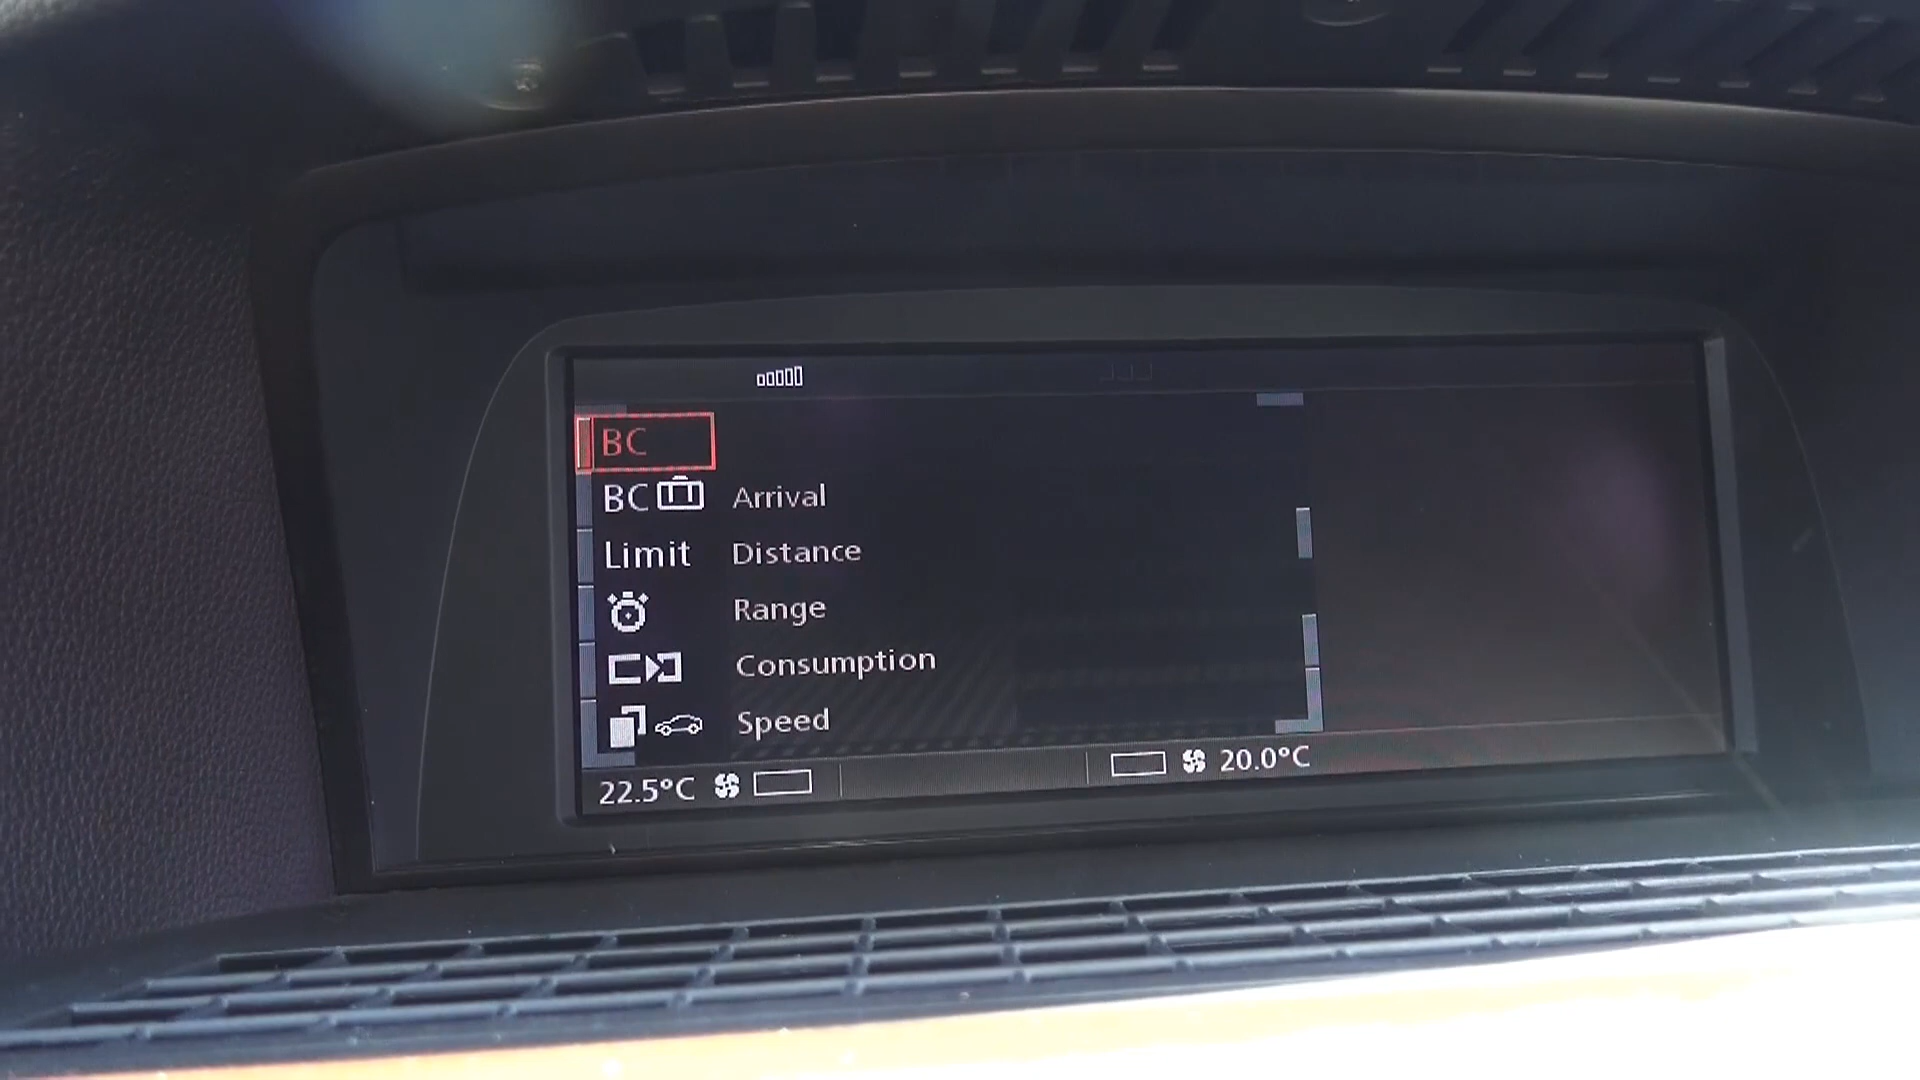 BC
BC Arrival
Limit Distance
Range
Consumption
Speed
22.5°C 20.0°C